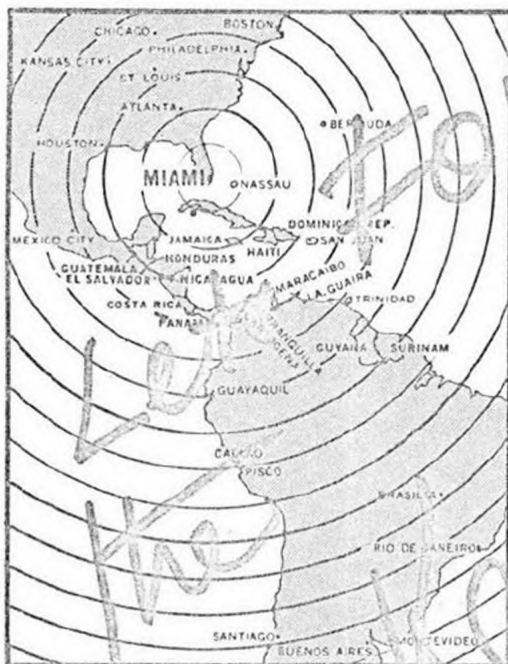 BOSTON
CHICAGO
PHILADELPHIA
KANSAS CITY
ST. LOUIS
ATLANTA
BERMUDA
HOUSTON
MIAMI
NASSAU
DOMINICAN REP.
MEXICO CITY
JAMAICA
HAITI
SAN JUAN
HONDURAS
GUATEMALA
NICARAGUA
MARACAIBO
EL SALVADOR
LA GUAIRA
COSTA RICA
TRINIDAD
PANAMA
BARRANQUILLA
CARTAGENA
GUYANA
SURINAM
GUAYAQUIL
CALLAO
PISCO
BRASILIA
the
RIO DE JANEIRO
SANTIAGO
MONTEVIDEO
BUENOS AIRES